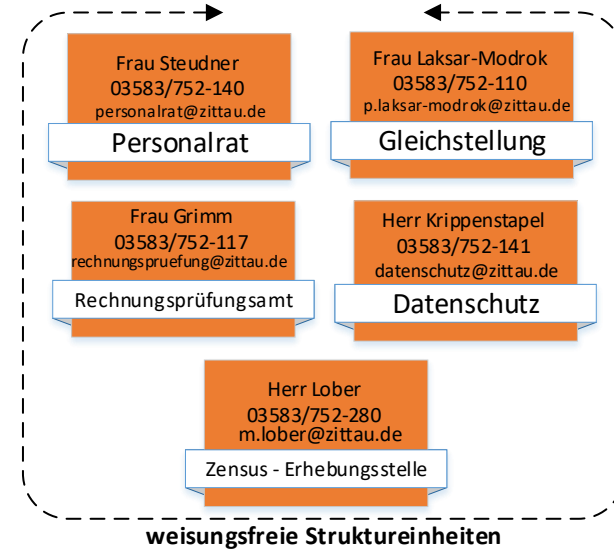 Frau Steudner
03583/752-140
personalrat@zittau.de
Personalrat
Frau Laksar-Modrok
03583/752-110
p.laksar-modrok@zittau.de
Gleichstellung
Frau Grimm
03583/752-117
rechnungspruefung@zittau.de
Rechnungsprüfungsamt
Herr Krippenstapel
03583/752-141
datenschutz@zittau.de
Datenschutz
Herr Lober
03583/752-280
m.lober@zittau.de
Zensus - Erhebungsstelle
weisungsfreie Struktureinheiten